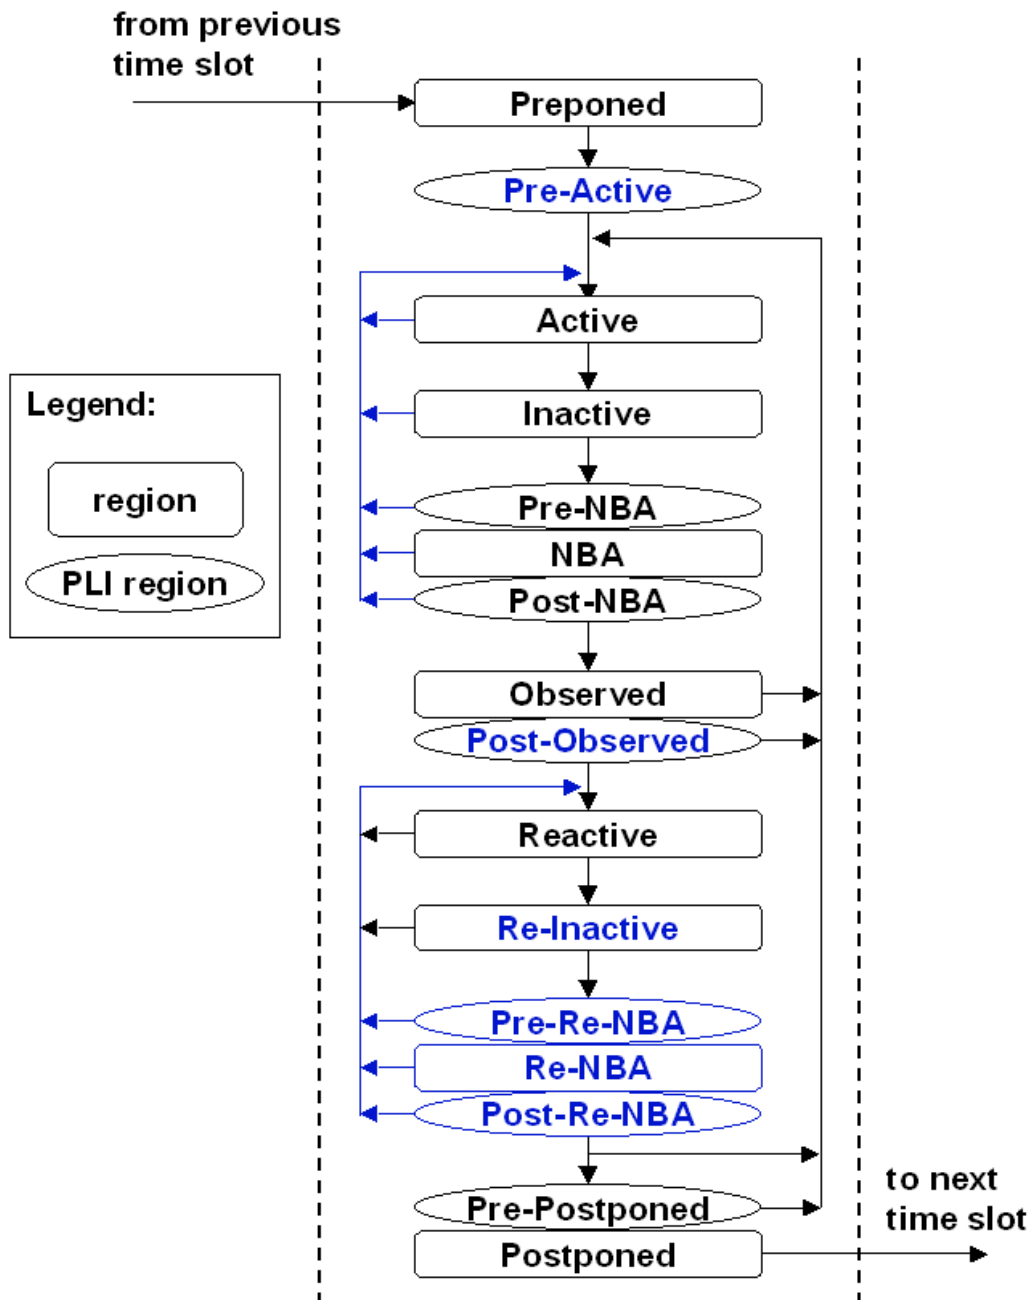 from previous
time slot
Preponed
Pre-Active
Active
Inactive
Legend:
region
PLI region
Pre-NBA
NBA
Post-NBA
Observed
Post-Observed
Reactive
Re-Inactive
Pre-Re-NBA
Re-NBA
Post-Re-NBA
Pre-Postponed
Postponed
to next
time slot